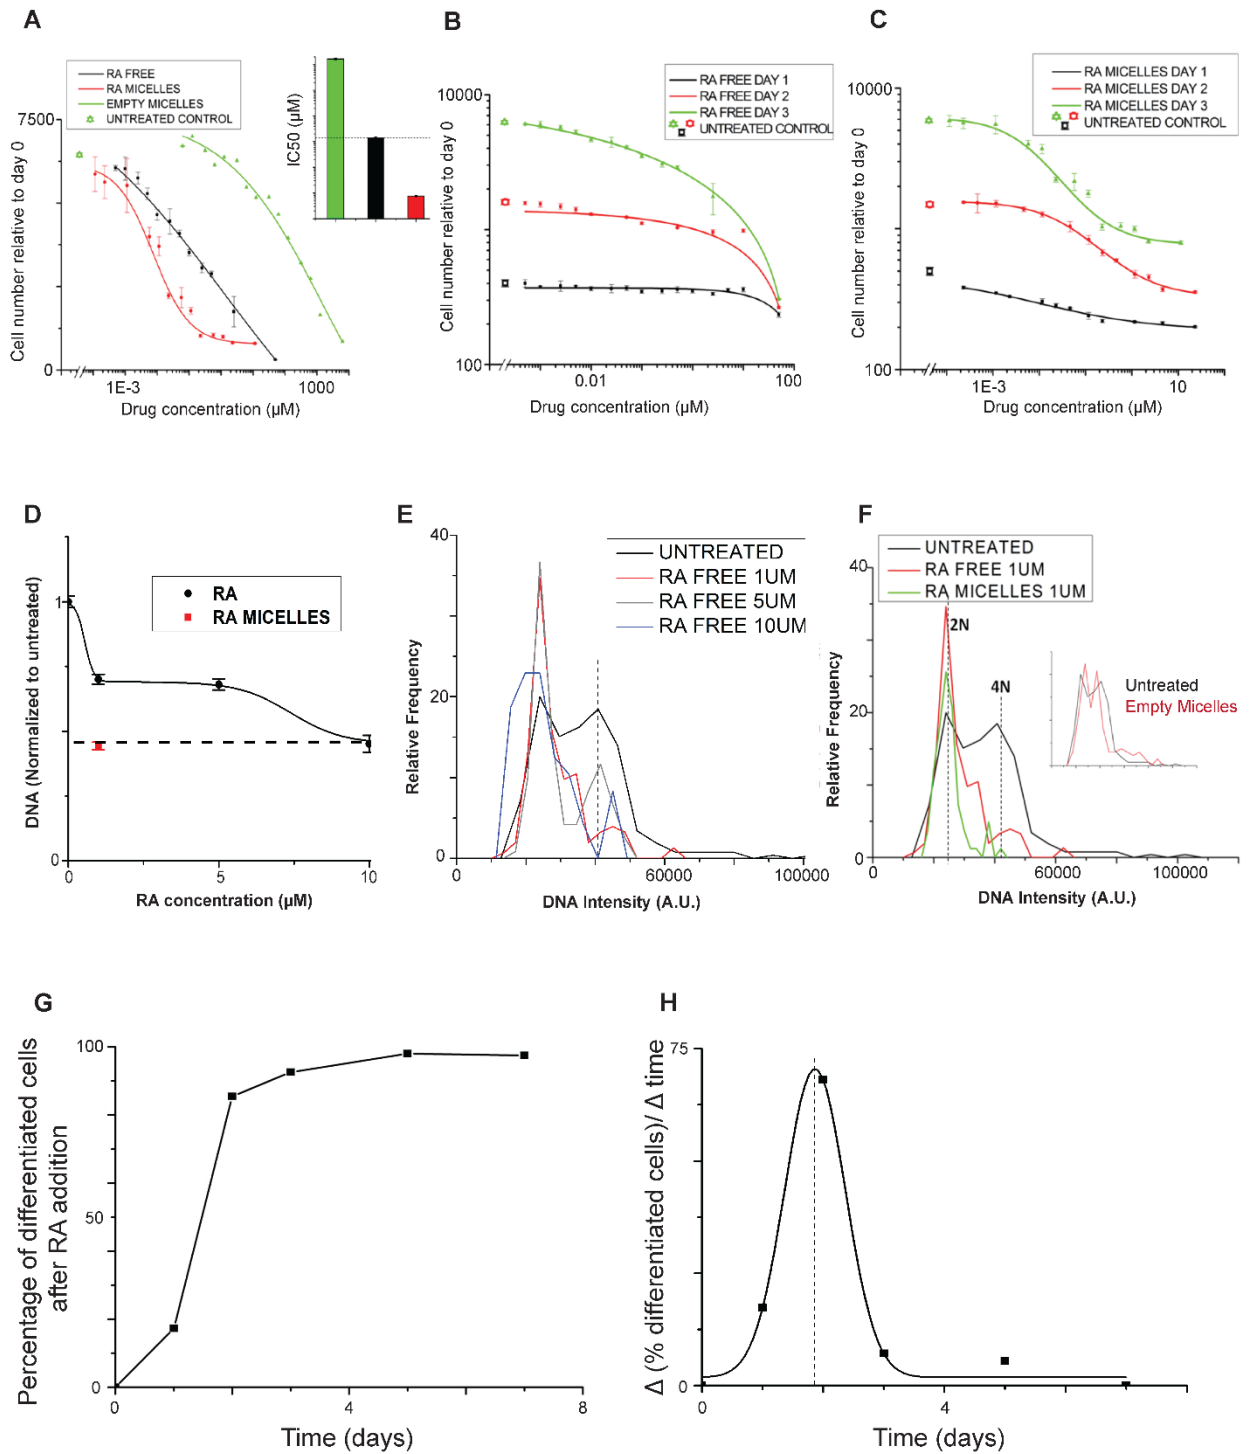 A
RA FREE
RA MICELLES
EMPTY MICELLES
UNTREATED CONTROL
7500
0
1E-3
1000
Cell number relative to day 0
Drug concentration (µM)
IC50 (µM)
B
RA FREE DAY 1
RA FREE DAY 2
RA FREE DAY 3
UNTREATED CONTROL
10000
100
0.01
100
Cell number relative to day 0
Drug concentration (µM)
C
RA MICELLES DAY 1
RA MICELLES DAY 2
RA MICELLES DAY 3
UNTREATED CONTROL
10000
100
1E-3
10
Cell number relative to day 0
Drug concentration (µM)
D
RA
RA MICELLES
1
0
0
5
10
DNA (Normalized to untreated)
RA concentration (µM)
E
UNTREATED
RA FREE 1UM
RA FREE 5UM
RA FREE 10UM
40
20
0
0
60000
100000
Relative Frequency
DNA Intensity (A.U.)
F
UNTREATED
RA FREE 1UM
RA MICELLES 1UM
2N
4N
Untreated
Empty Micelles
40
20
0
0
60000
100000
Relative Frequency
DNA Intensity (A.U.)
G
100
50
0
0
4
8
Percentage of differentiated cells
after RA addition
Time (days)
H
75
0
0
4
Δ (% differentiated cells)/ Δ time
Time (days)